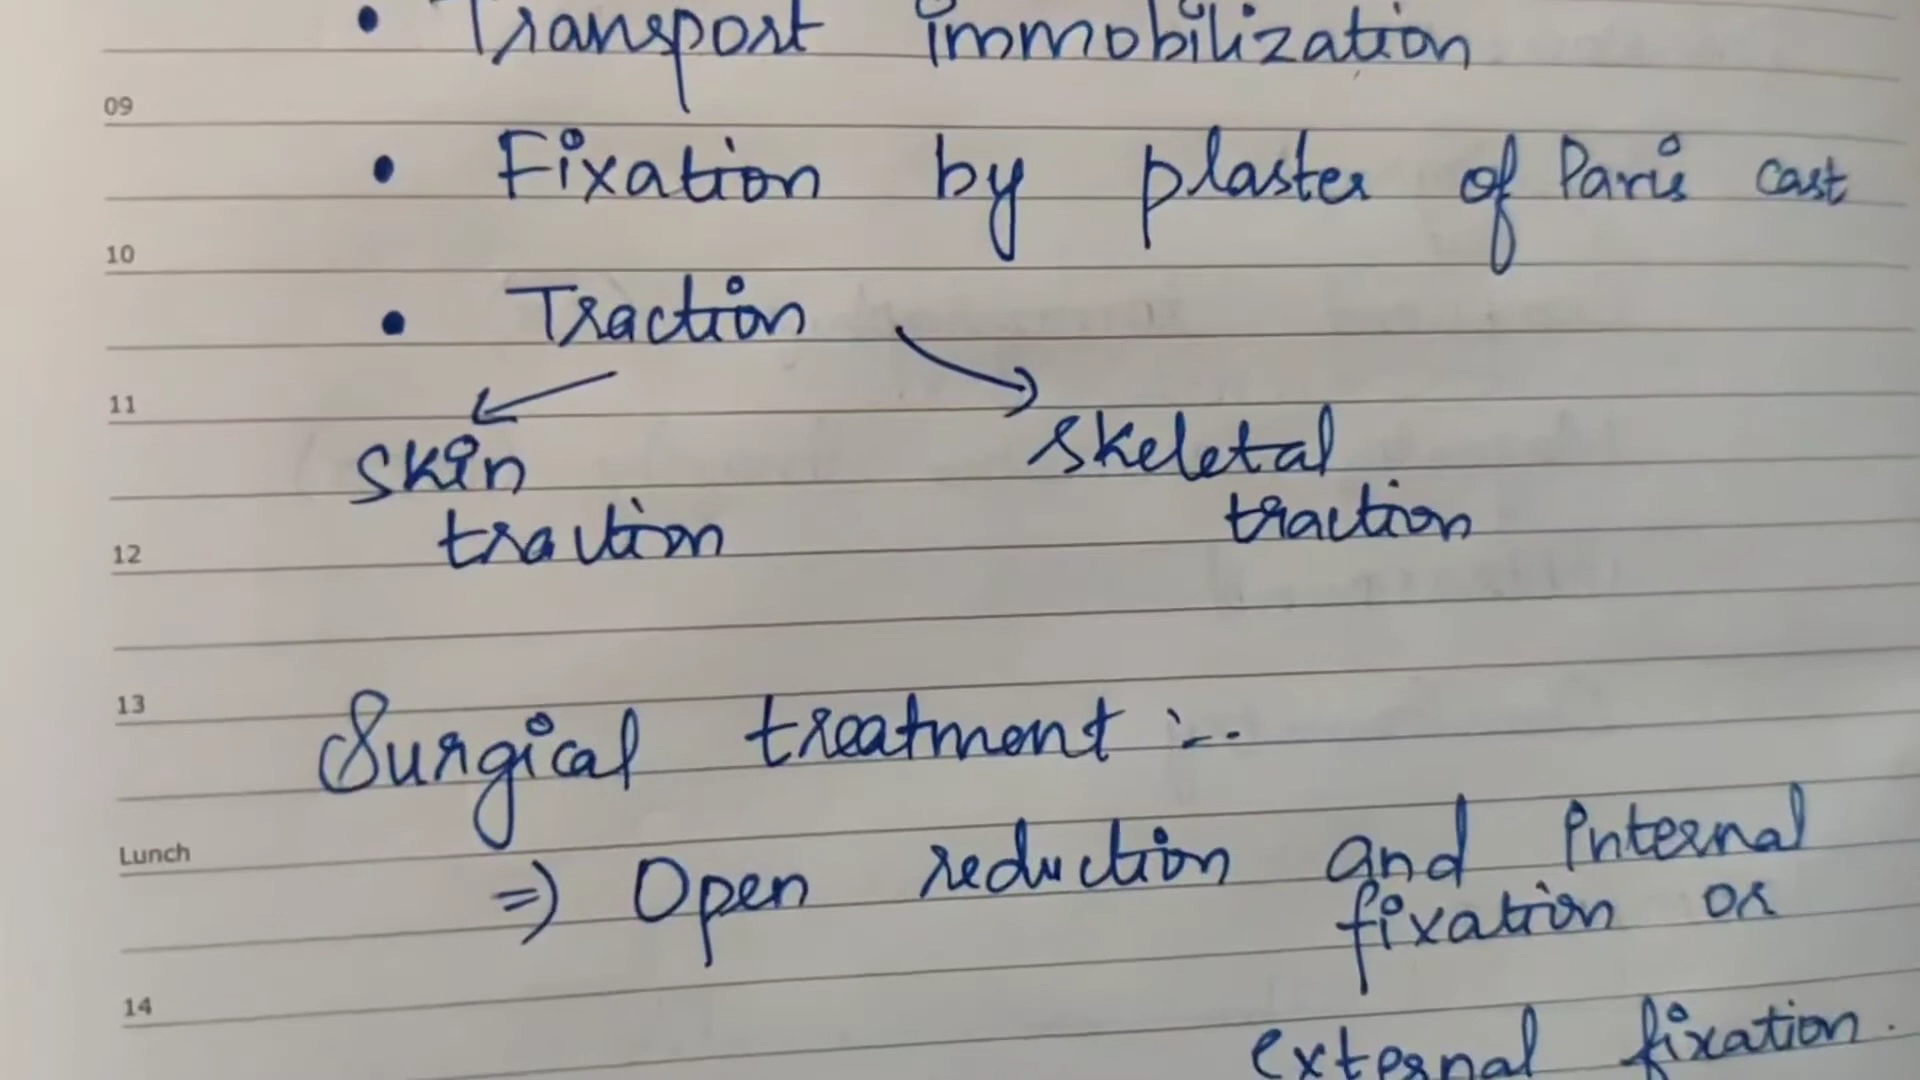 • Transport immobilization
09
• Fixation by plaster of Paris cast
10
• Traction
11
Skin
traction
skeletal
traction
12
13
Surgical treatment :-
Lunch
=> Open reduction and Internal
fixation or
14
external fixation.